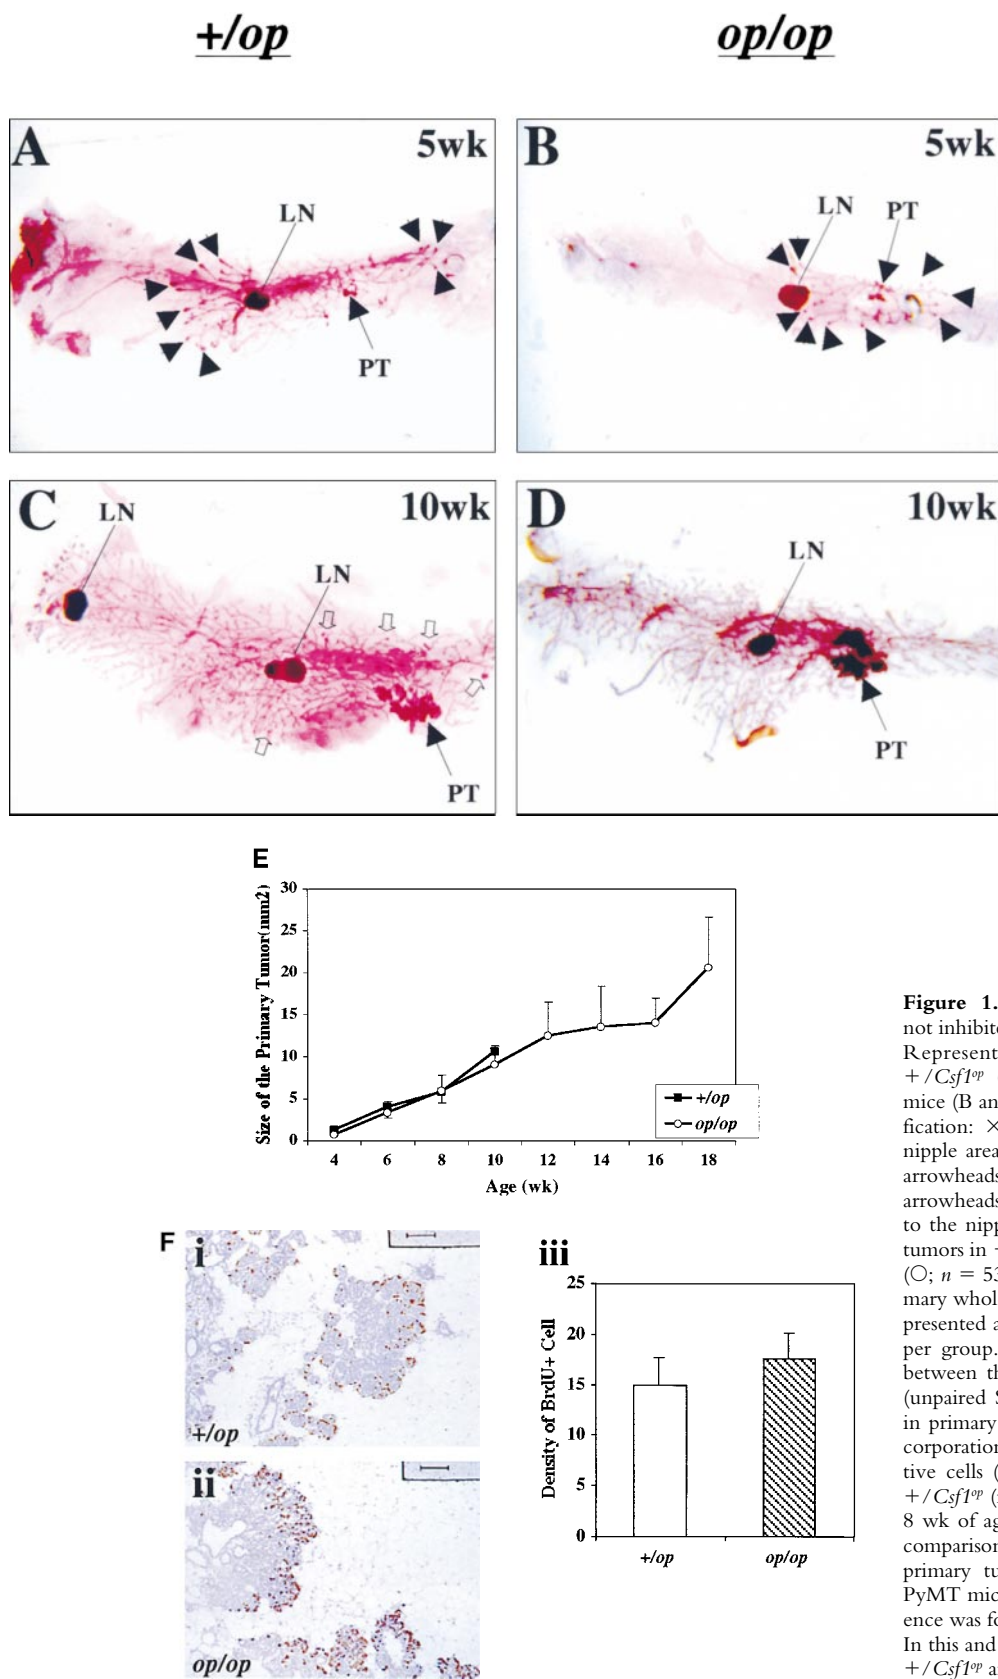 +/op
op/op
A
5wk
LN
PT
B
5wk
LN
PT
C
10wk
LN
LN
PT
D
10wk
LN
PT
E
Size of the Primary Tumor(mm2)
30
25
20
15
10
5
0
4 6 8 10 12 14 16 18
Age (wk)
+/op
op/op
F
i
+/op
ii
op/op
iii
Density of BrdU+ Cell
25
20
15
10
5
0
+/op op/op
Figure 1.
not inhibite
Represent
+/Csf1op
mice (B an
fication: ×
nipple area
arrowheads
arrowheads
to the nipp
tumors in
(○; n = 53
mary whol
presented a
per group.
between th
(unpaired S
in primary
corporation
tive cells (
+/Csf1op (
8 wk of ag
comparison
primary tu
PyMT mic
ence was fo
In this and
+/Csf1op a